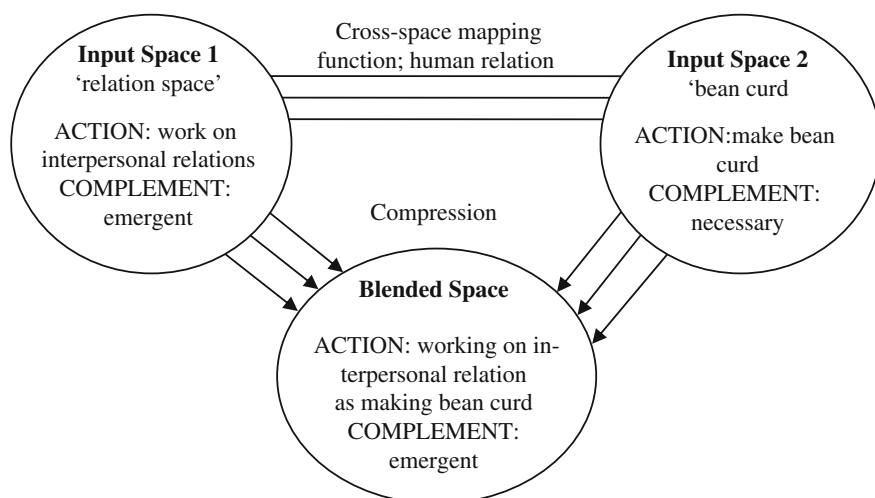 Input Space 1
‘relation space’
ACTION: work on
interpersonal relations
COMPLEMENT:
emergent
Cross-space mapping
function; human relation
Input Space 2
‘bean curd
ACTION:make bean
curd
COMPLEMENT:
necessary
Compression
Blended Space
ACTION: working on in-
terpersonal relation
as making bean curd
COMPLEMENT:
emergent